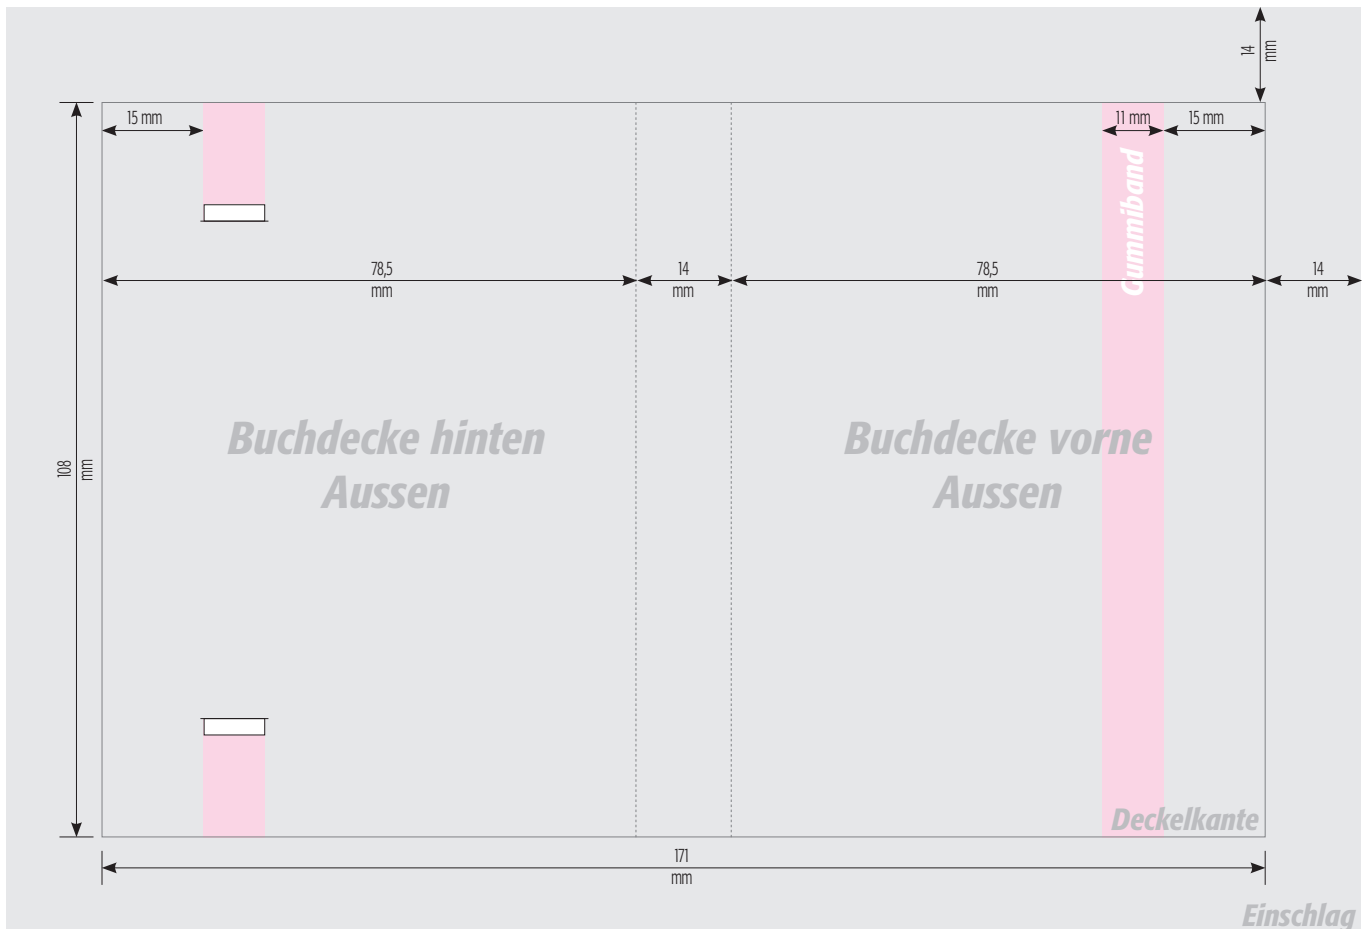 14
mm
15 mm
11 mm
15 mm
Gummiband
78,5
mm
14
mm
78,5
mm
14
mm
Buchdecke hinten
Aussen
Buchdecke vorne
Aussen
108
mm
Deckelkante
171
mm
Einschlag